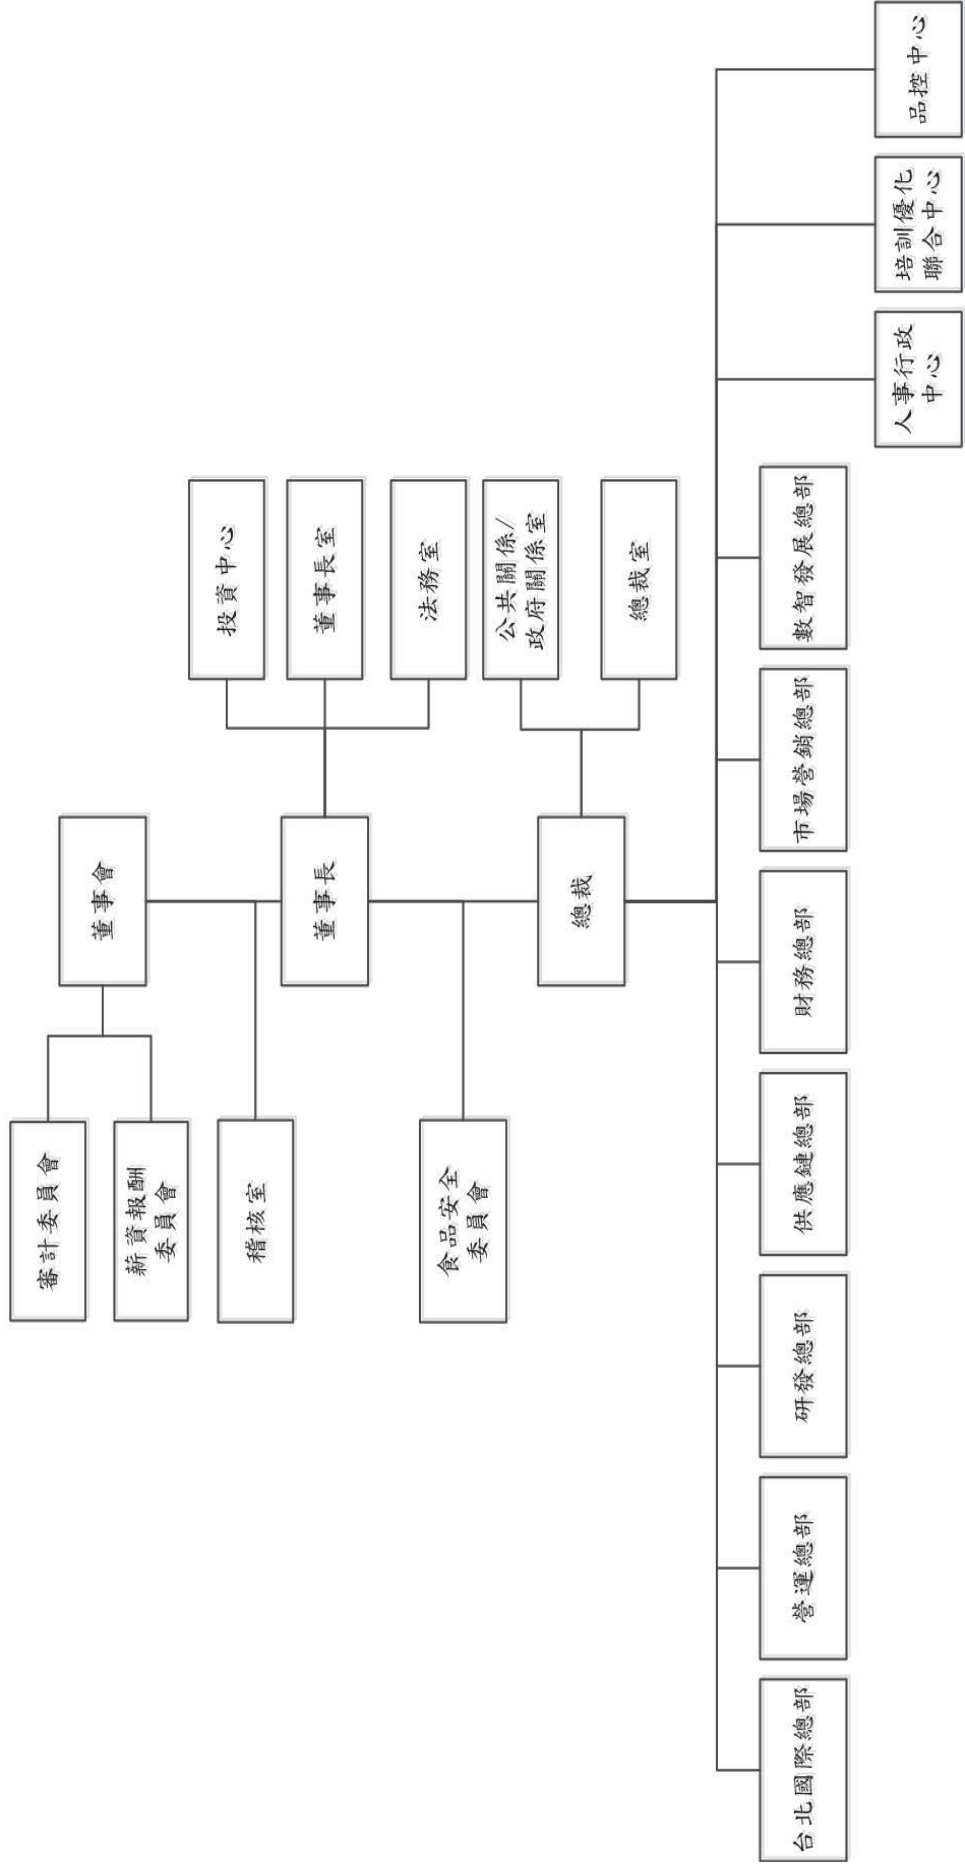 審計委員會
董事會
薪資報酬
委員會
投資中心
稽核室
董事長
董事長室
法務室
食品安全
委員會
公共關係/
政府關係室
總裁
總裁室
台北國際總部
營運總部
研發總部
供應鏈總部
財務總部
市場營銷總部
數智發展總部
人事行政
中心
培訓優化
聯合中心
品控中心